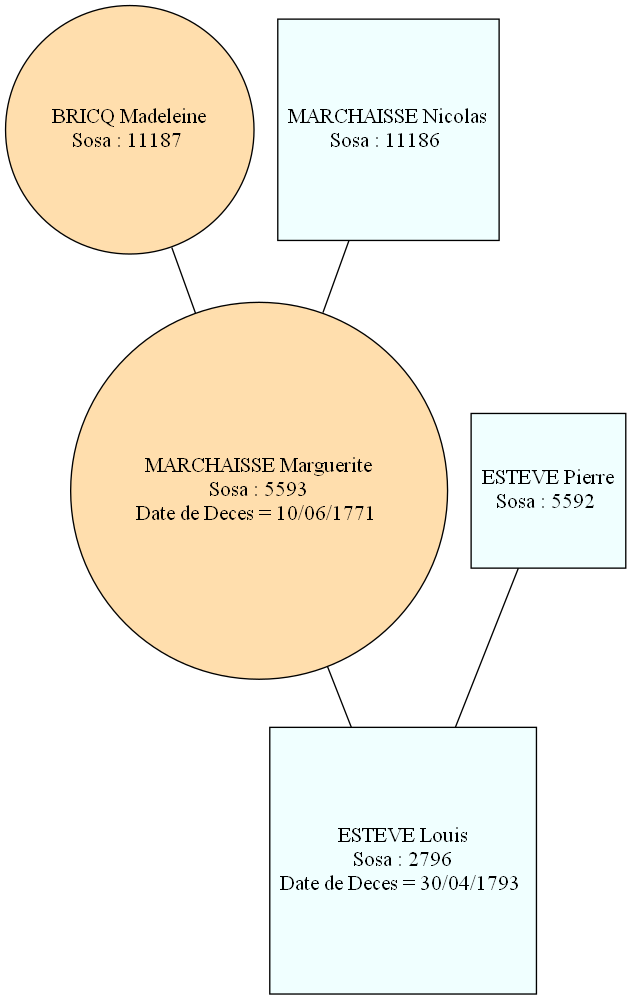 BRICQ Madeleine
Sosa : 11187
MARCHAISSE Nicolas
Sosa : 11186
MARCHAISSE Marguerite
Sosa : 5593
Date de Deces = 10/06/1771
ESTEVE Pierre
Sosa : 5592
ESTEVE Louis
Sosa : 2796
Date de Deces = 30/04/1793